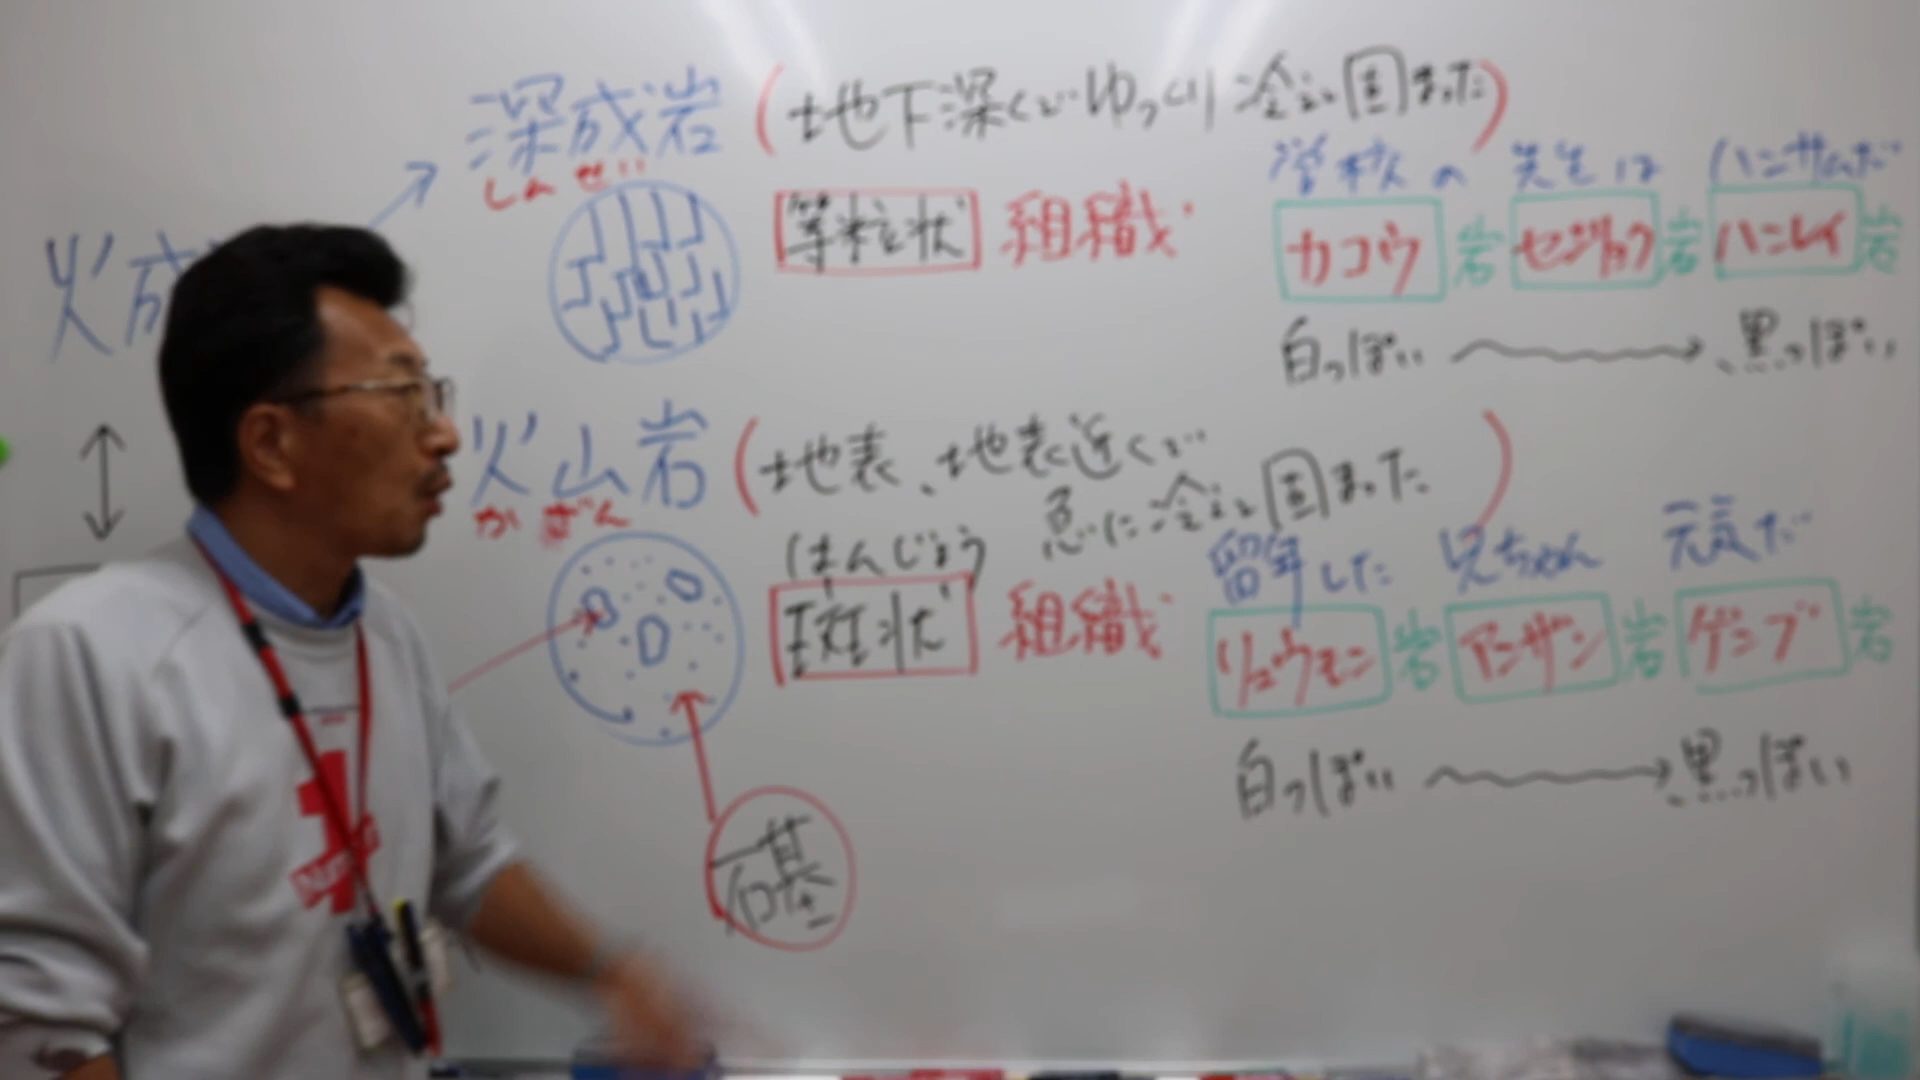 深成岩 (地下深くでゆっくり冷えて固まった)
しんせい
等粒状 組織
学校の 先生は ハンサムだ
カコウ岩 センリョク岩 ハンレイ岩
白っぽい → 黒っぽい
火成
火山岩 (地表、地表近くで
急に冷えて固まった)
かざん
はんじょう
斑状 組織
留年した 兄ちゃん 元気だ
リュウモン岩 アンザン岩 ゲンブ岩
白っぽい → 黒っぽい
石基